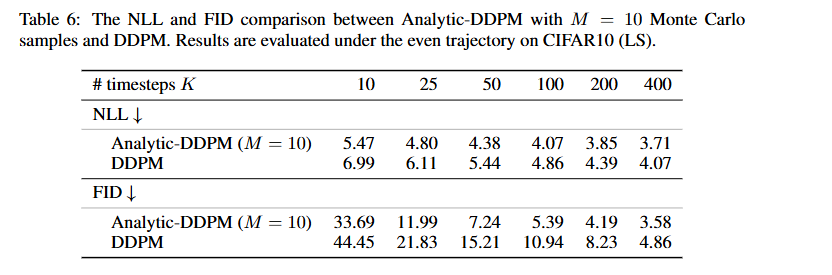 Table 6: The NLL and FID comparison between Analytic-DDPM with M = 10 Monte Carlo
samples and DDPM. Results are evaluated under the even trajectory on CIFAR10 (LS).
# timesteps K 10 25 50 100 200 400
NLL ↓
Analytic-DDPM (M = 10) 5.47 4.80 4.38 4.07 3.85 3.71
DDPM 6.99 6.11 5.44 4.86 4.39 4.07
FID ↓
Analytic-DDPM (M = 10) 33.69 11.99 7.24 5.39 4.19 3.58
DDPM 44.45 21.83 15.21 10.94 8.23 4.86